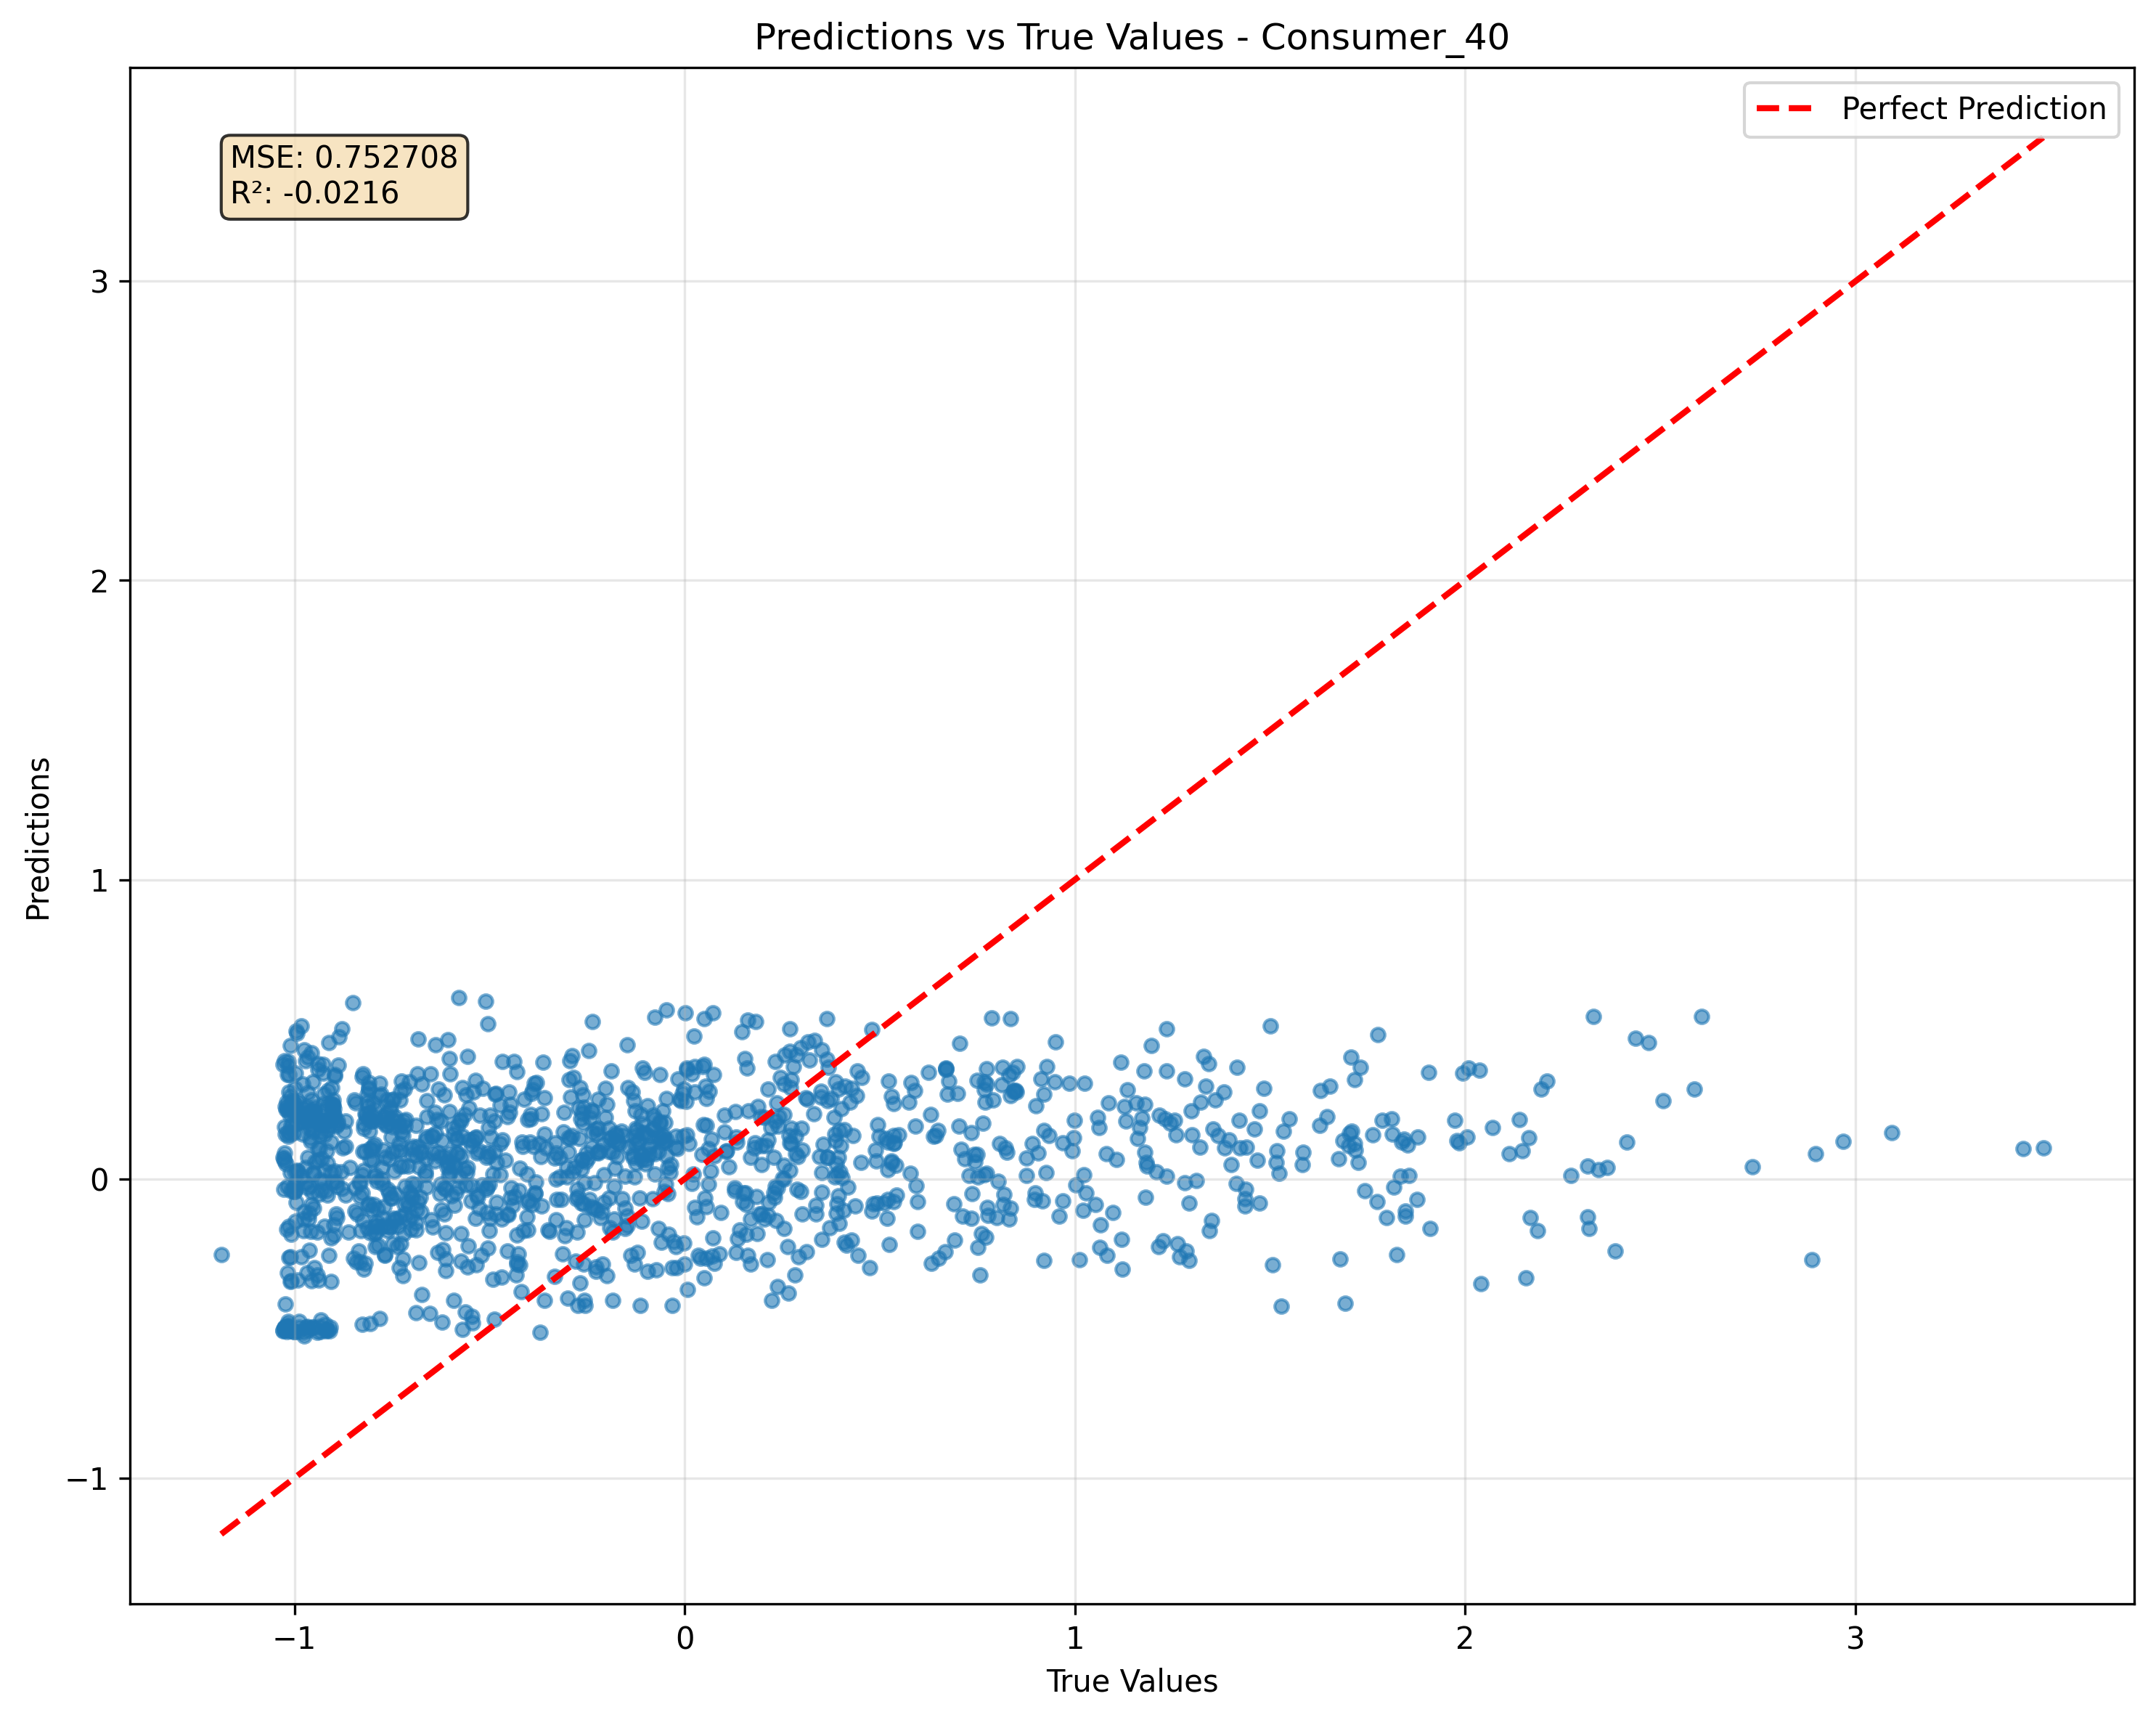 Predictions vs True Values - Consumer_40
Perfect Prediction
MSE: 0.752708
R²: -0.0216
3
2
1
0
−1
Predictions
−1
0
1
2
3
True Values